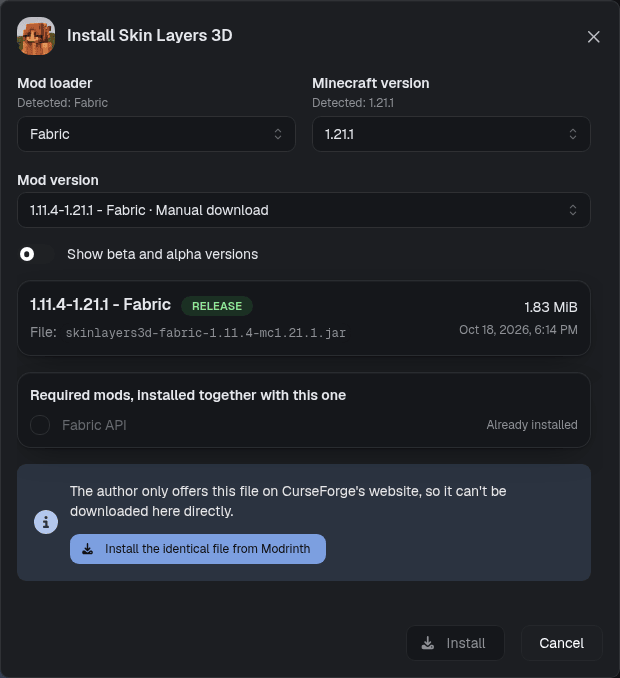 Install Skin Layers 3D
Mod loader
Detected: Fabric
Fabric
Minecraft version
Detected: 1.21.1
1.21.1
Mod version
1.11.4-1.21.1 - Fabric · Manual download
Show beta and alpha versions
1.11.4-1.21.1 - Fabric RELEASE
1.83 MiB
File: skinlayers3d-fabric-1.11.4-mc1.21.1.jar
Oct 18, 2026, 6:14 PM
Required mods, installed together with this one
Fabric API
Already installed
The author only offers this file on CurseForge's website, so it can't be
downloaded here directly.
Install the identical file from Modrinth
Install
Cancel